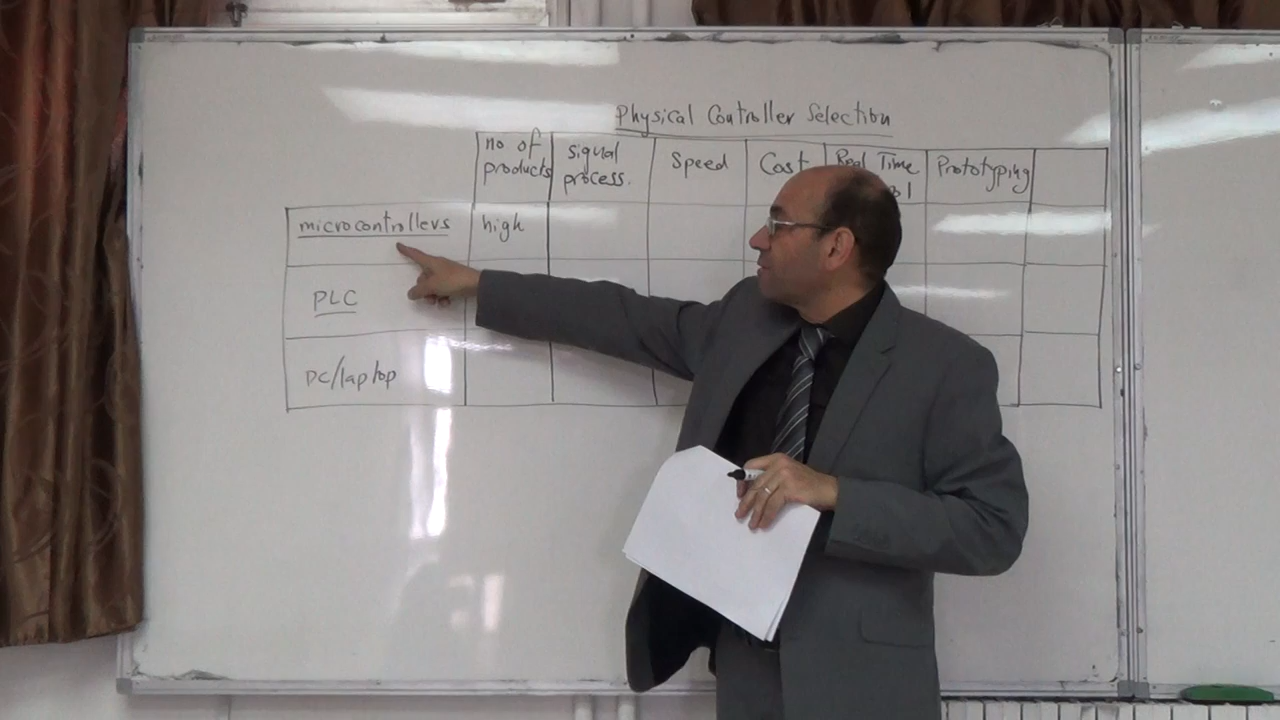 Physical Controller Selection
no of products
signal process.
Speed
Cost
Real Time
Prototyping
microcontrollers
high
PLC
PC/laptop